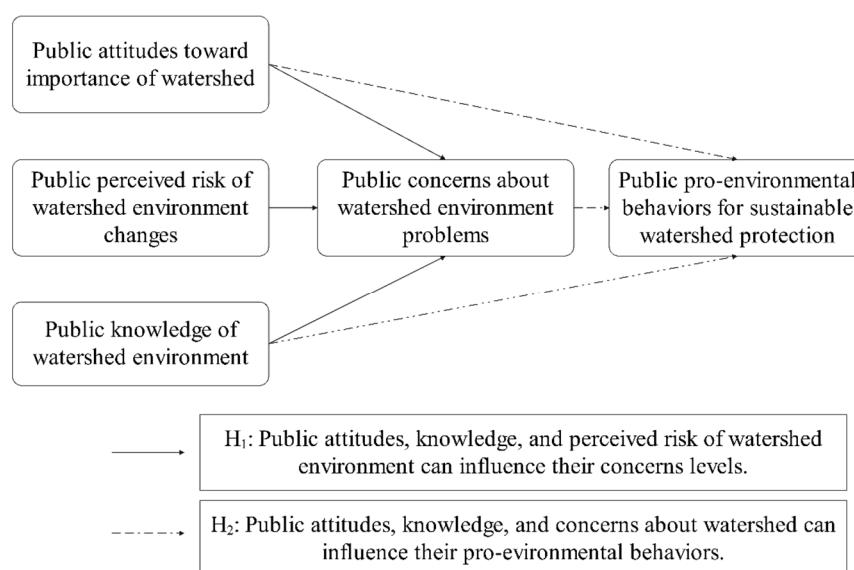 Public attitudes toward
importance of watershed
Public perceived risk of
watershed environment
changes
Public concerns about
watershed environment
problems
Public pro-environmental
behaviors for sustainable
watershed protection
Public knowledge of
watershed environment
H₁: Public attitudes, knowledge, and perceived risk of watershed
environment can influence their concerns levels.
H₂: Public attitudes, knowledge, and concerns about watershed can
influence their pro-evironmental behaviors.